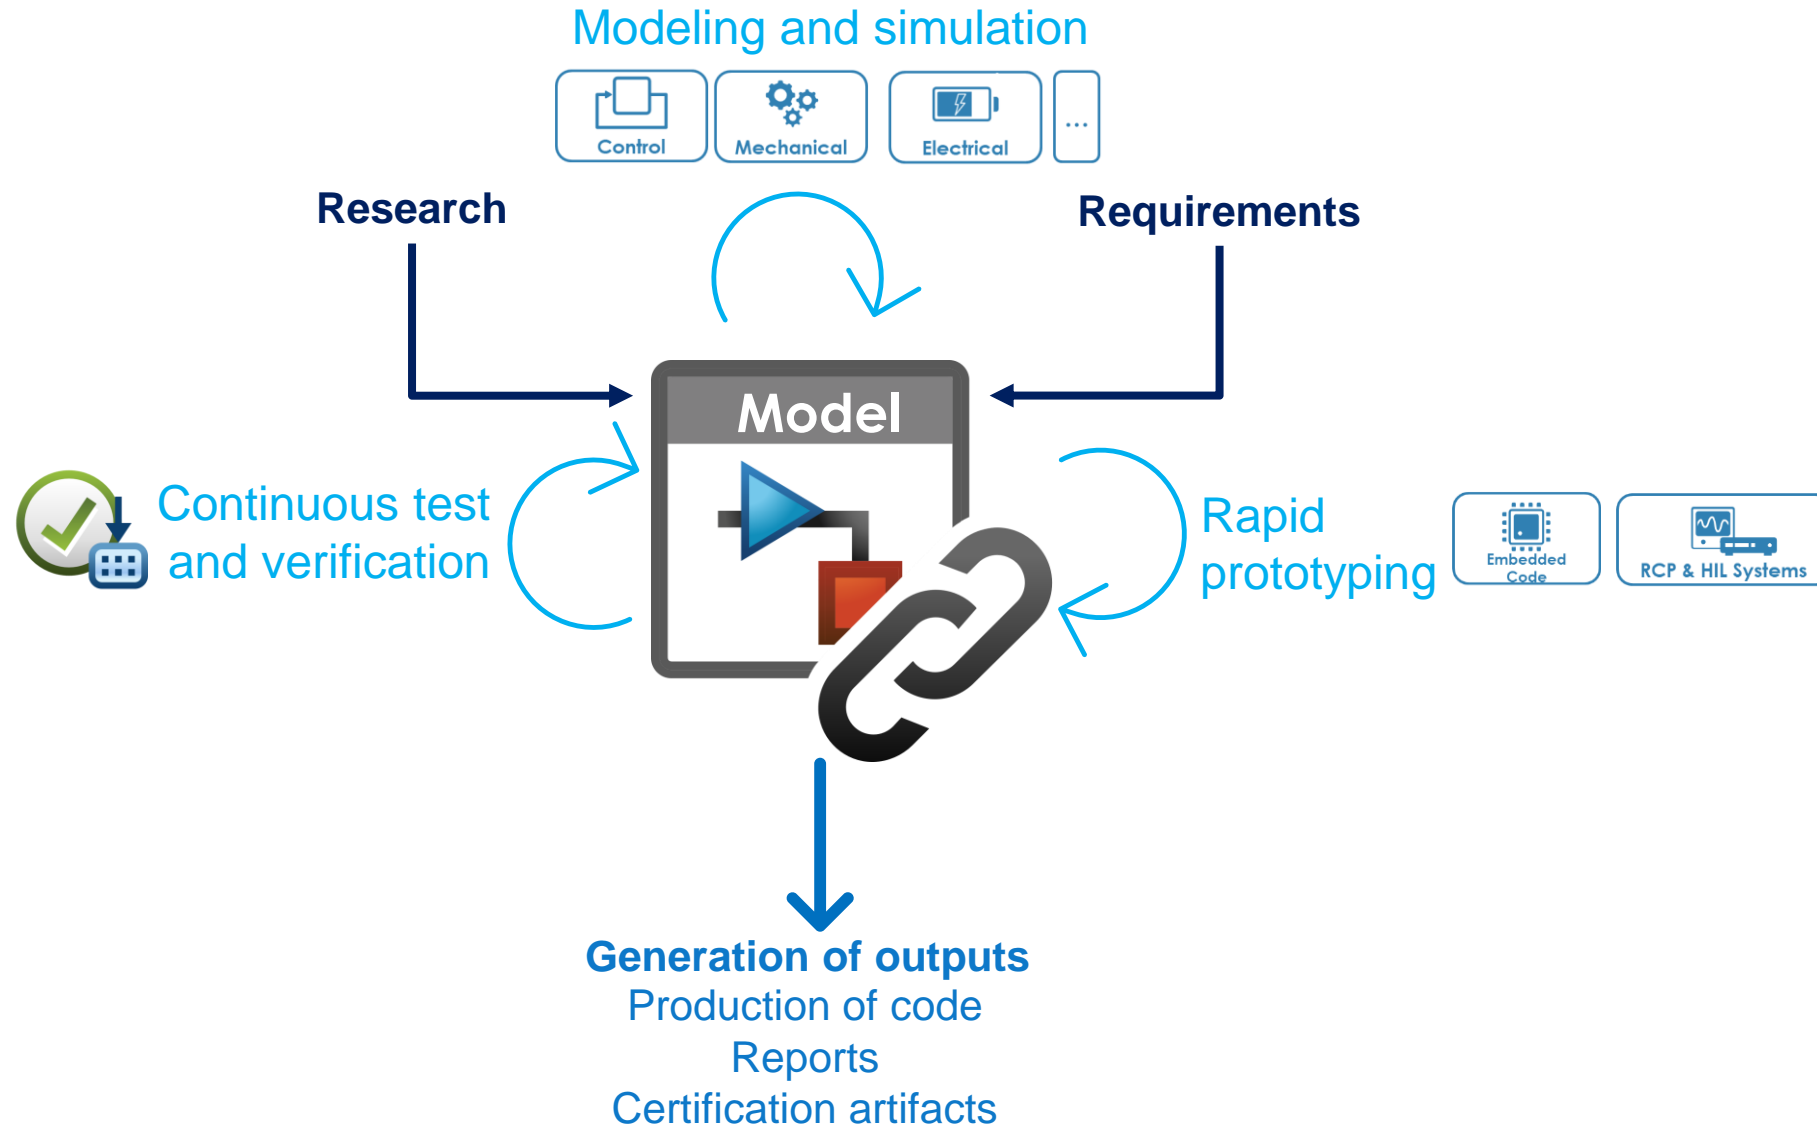 Modeling and simulation
Control
Mechanical
Electrical
...
Research
Requirements
Model
Continuous test
and verification
Rapid
prototyping
Embedded
Code
RCP & HIL Systems
Generation of outputs
Production of code
Reports
Certification artifacts